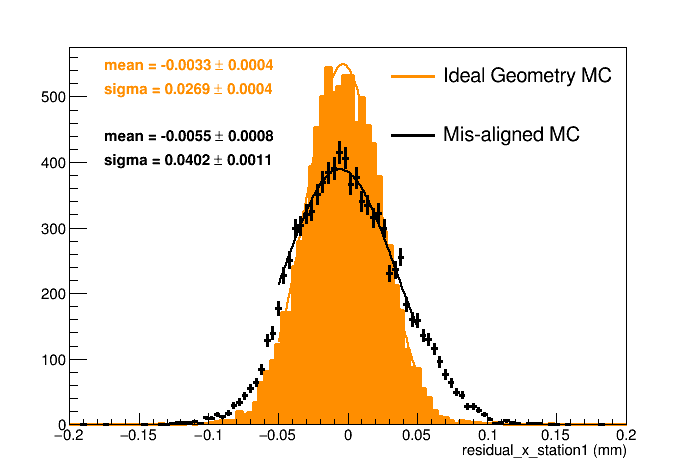 mean = -0.0033 ± 0.0004
sigma = 0.0269 ± 0.0004
Ideal Geometry MC
mean = -0.0055 ± 0.0008
sigma = 0.0402 ± 0.0011
Mis-aligned MC
500
400
300
200
100
0
−0.2 −0.15 −0.1 −0.05 0 0.05 0.1 0.15 0.2
residual_x_station1 (mm)